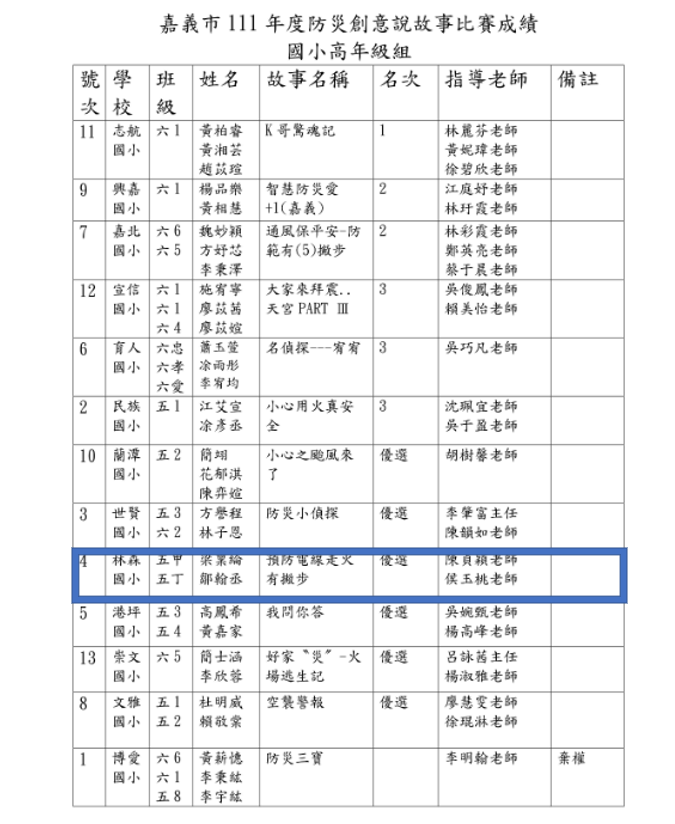 嘉義市 111 年度防災創意說故事比賽成績
國小高年級組
號次 學校 班級 姓名 故事名稱 名次 指導老師 備註
11 志航 六1 黃柏睿 K哥驚魂記 1 林麗芬老師
國小 黃湘芸 黃妮瑋老師
趙苡瑄 徐碧欣老師
9 興嘉 六1 楊品樂 智慧防災愛 2 江庭妤老師
國小 黃相慧 +1(嘉義) 林玗霞老師
7 嘉北 六6 魏妙穎 通風保平安-防 2 林彩霞老師
國小 六5 方妤芯 範有(5)撇步 鄭英亮老師
李秉澤 蔡于晨老師
12 宣信 六1 施宥寧 大家來拜震.. 3 吳俊鳳老師
國小 六1 廖苡茜 天宮 PART Ⅲ 賴美怡老師
六4 廖苡媗
6 育人 六忠 蕭玉萱 名偵探---宥宥 3 吳巧凡老師
國小 六孝 凃雨彤
六愛 李宥均
2 民族 五1 江艾宣 小心用火真安 3 沈珮宜老師
國小 凃彥丞 全 吳于盈老師
10 蘭潭 五2 簡翊 小心之颱風來 優選 胡樹馨老師
國小 花郁淇 了
陳弈媗
3 世賢 五3 方譽程 防災小偵探 優選 李肇富主任
國小 六2 林子恩 陳韻如老師
4 林森 五甲 預防電線走火 優選 陳貞穎老師
國小 五丁 鄒翰丞 有撇步 侯玉桃老師
5 港坪 五3 高鳳希 我問你答 優選 吳婉甄老師
國小 五4 黃嘉家 楊高峰老師
13 崇文 六5 簡士涵 好家〝災〞-火 優選 呂詠茜主任
國小 李欣蓉 場逃生記 楊淑雅老師
8 文雅 五1 杜明威 空襲警報 優選 廖慧雯老師
國小 五2 賴敬棠 徐琨淋老師
1 博愛 六6 黃薪憓 防災三寶 李明翰老師 棄權
國小 六1 李秉紘
五8 李宇紘